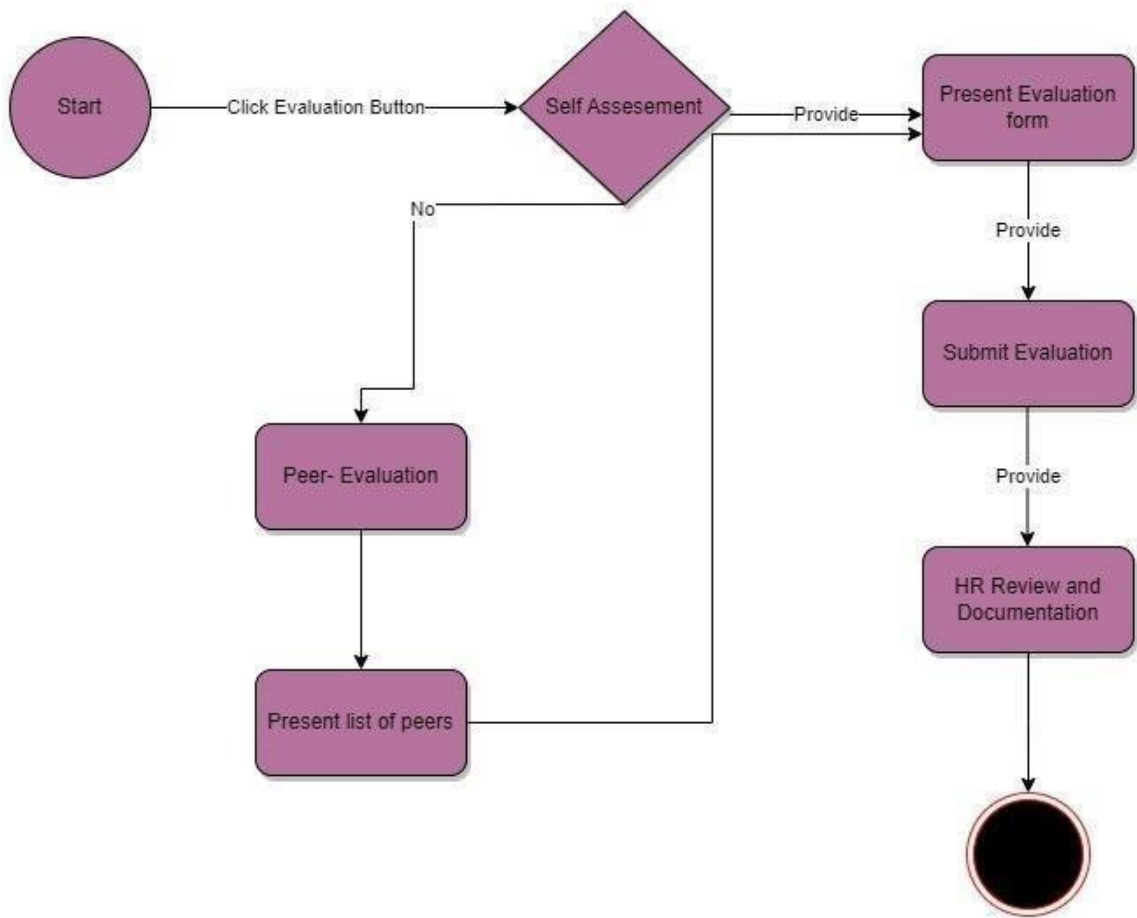 Start
Click Evaluation Button
Self Assesement
Provide
Present Evaluation
form
No
Provide
Submit Evaluation
Peer- Evaluation
Provide
HR Review and
Documentation
Present list of peers